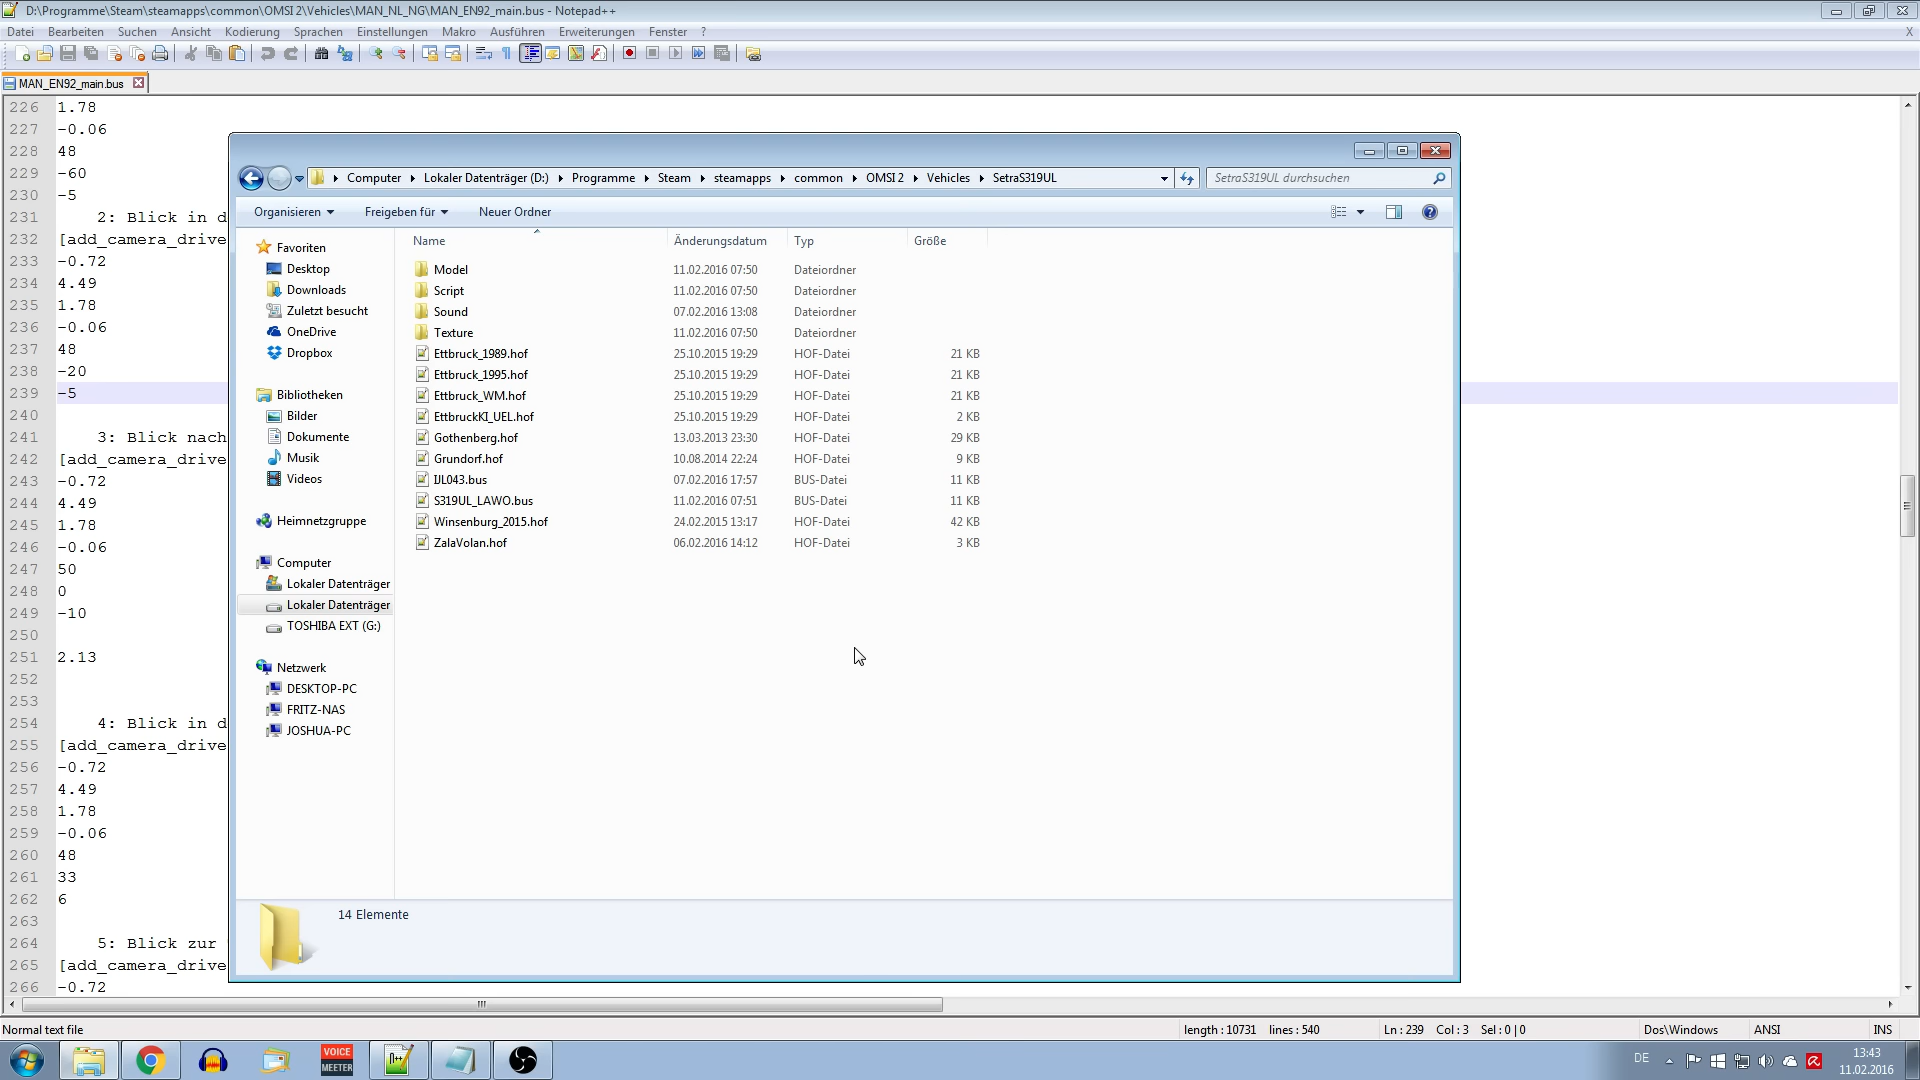 D:\Programme\Steam\steamapps\common\OMSI 2\Vehicles\MAN_NL_NG\MAN_EN92_main.bus - Notepad++
Datei Bearbeiten Suchen Ansicht Kodierung Sprachen Einstellungen Makro Ausführen Erweiterungen Fenster ? X
MAN_EN92_main.bus
226 1.78
227 -0.06
228 48
229 -60
230 -5
231 2: Blick in d
232 [add_camera_drive
233 -0.72
234 4.49
235 1.78
236 -0.06
237 48
238 -20
239 -5
240
241 3: Blick nach
242 [add_camera_drive
243 -0.72
244 4.49
245 1.78
246 -0.06
247 50
248 0
249 -10
250
251 2.13
252
253
254 4: Blick in d
255 [add_camera_drive
256 -0.72
257 4.49
258 1.78
259 -0.06
260 48
261 33
262 6
263
264 5: Blick zur
265 [add_camera_drive
266 -0.72
Computer Lokaler Datenträger (D:) Programme Steam steamapps common OMSI 2 Vehicles SetraS319UL
SetraS319UL durchsuchen
Organisieren Freigeben für Neuer Ordner
Favoriten
Desktop
Downloads
Zuletzt besucht
OneDrive
Dropbox
Bibliotheken
Bilder
Dokumente
Musik
Videos
Heimnetzgruppe
Computer
Lokaler Datenträger
Lokaler Datenträger
TOSHIBA EXT (G:)
Netzwerk
DESKTOP-PC
FRITZ-NAS
JOSHUA-PC
Name Änderungsdatum Typ Größe
Model 11.02.2016 07:50 Dateiordner
Script 11.02.2016 07:50 Dateiordner
Sound 07.02.2016 13:08 Dateiordner
Texture 11.02.2016 07:50 Dateiordner
Ettbruck_1989.hof 25.10.2015 19:29 HOF-Datei 21 KB
Ettbruck_1995.hof 25.10.2015 19:29 HOF-Datei 21 KB
Ettbruck_WM.hof 25.10.2015 19:29 HOF-Datei 21 KB
EttbruckKI_UEL.hof 25.10.2015 19:29 HOF-Datei 2 KB
Gothenberg.hof 13.03.2013 23:30 HOF-Datei 29 KB
Grundorf.hof 10.08.2014 22:24 HOF-Datei 9 KB
IJL043.bus 07.02.2016 17:57 BUS-Datei 11 KB
S319UL_LAWO.bus 11.02.2016 07:51 BUS-Datei 11 KB
Winsenburg_2015.hof 24.02.2015 13:17 HOF-Datei 42 KB
ZalaVolan.hof 06.02.2016 14:12 HOF-Datei 3 KB
14 Elemente
Normal text file length : 10731 lines : 540 Ln : 239 Col : 3 Sel : 0 | 0 Dos\Windows ANSI INS
VOICE
MEETER
DE
13:43
11.02.2016